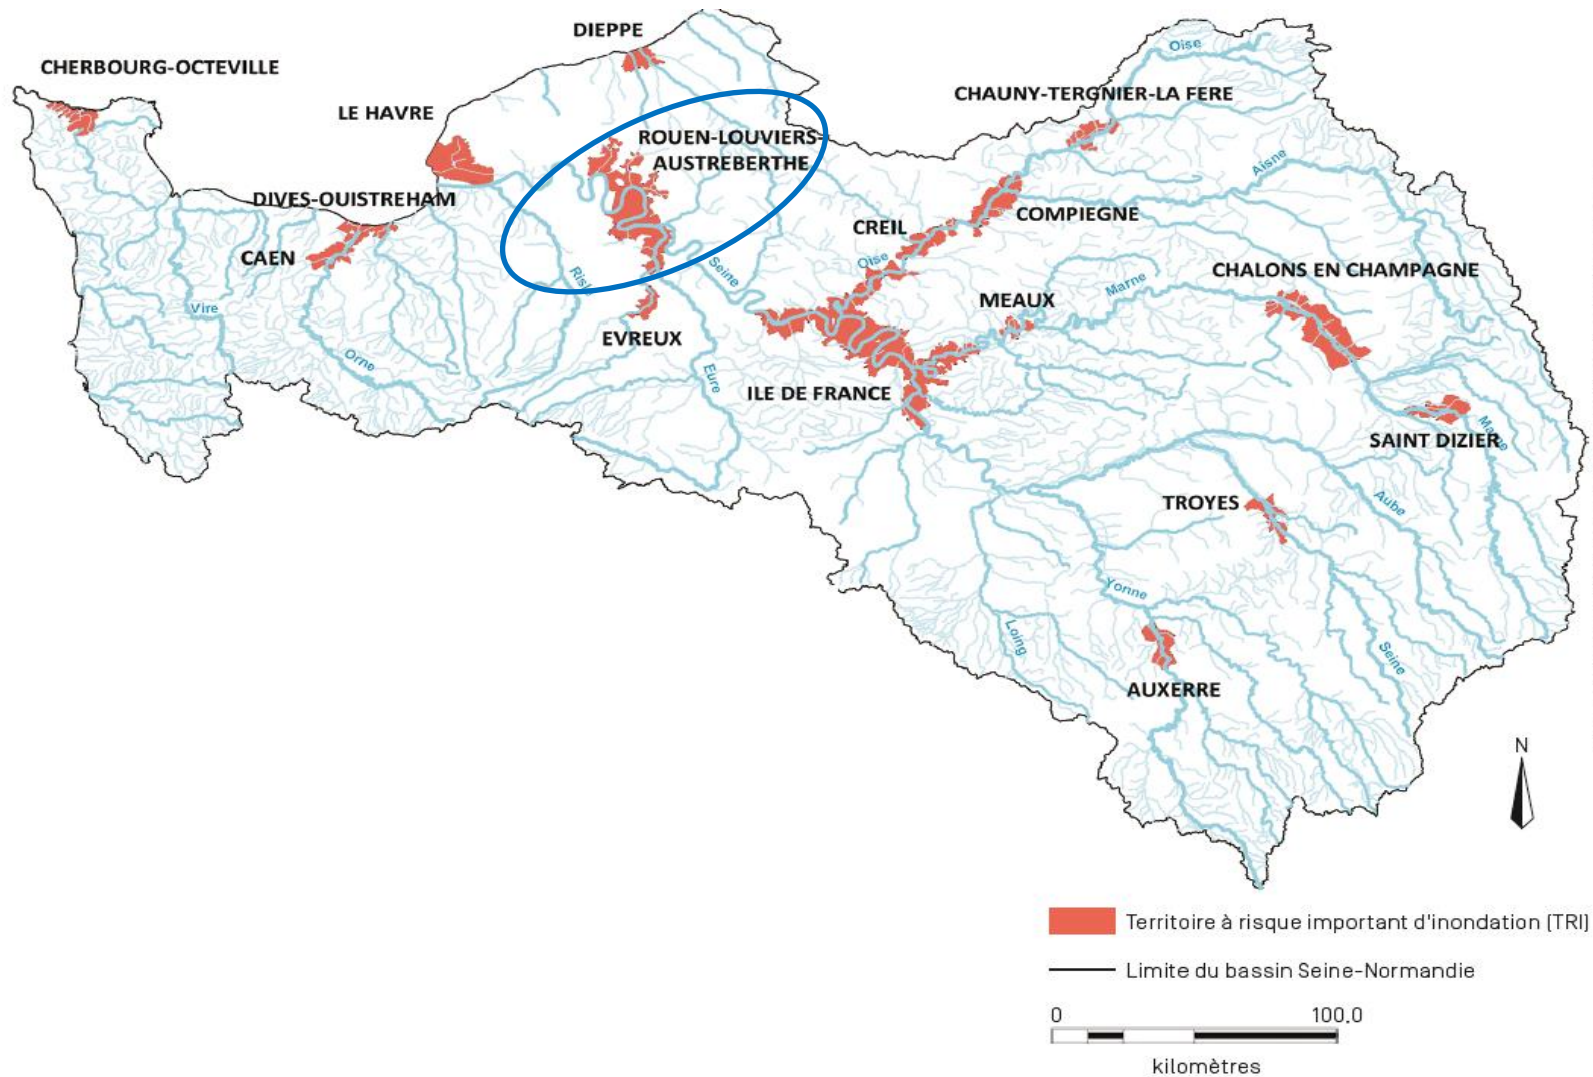 DIEPPE
Oise
CHERBOURG-OCTEVILLE
CHAUNY-TERGNIER-LA FERE
LE HAVRE
ROUEN-LOUVIERS-
AUSTREBERTHE
Aisne
DIVES-OUISTREHAM
COMPIEGNE
CREIL
CAEN
Oise
Seine
CHALONS EN CHAMPAGNE
Marne
MEAUX
Vire
EVREUX
Orne
Eure
ILE DE FRANCE
SAINT DIZIER
Marne
TROYES
Aube
Yonne
Loing
Seine
AUXERRE
N
Territoire à risque important d'inondation (TRI)
Limite du bassin Seine-Normandie
0 100,0
kilomètres